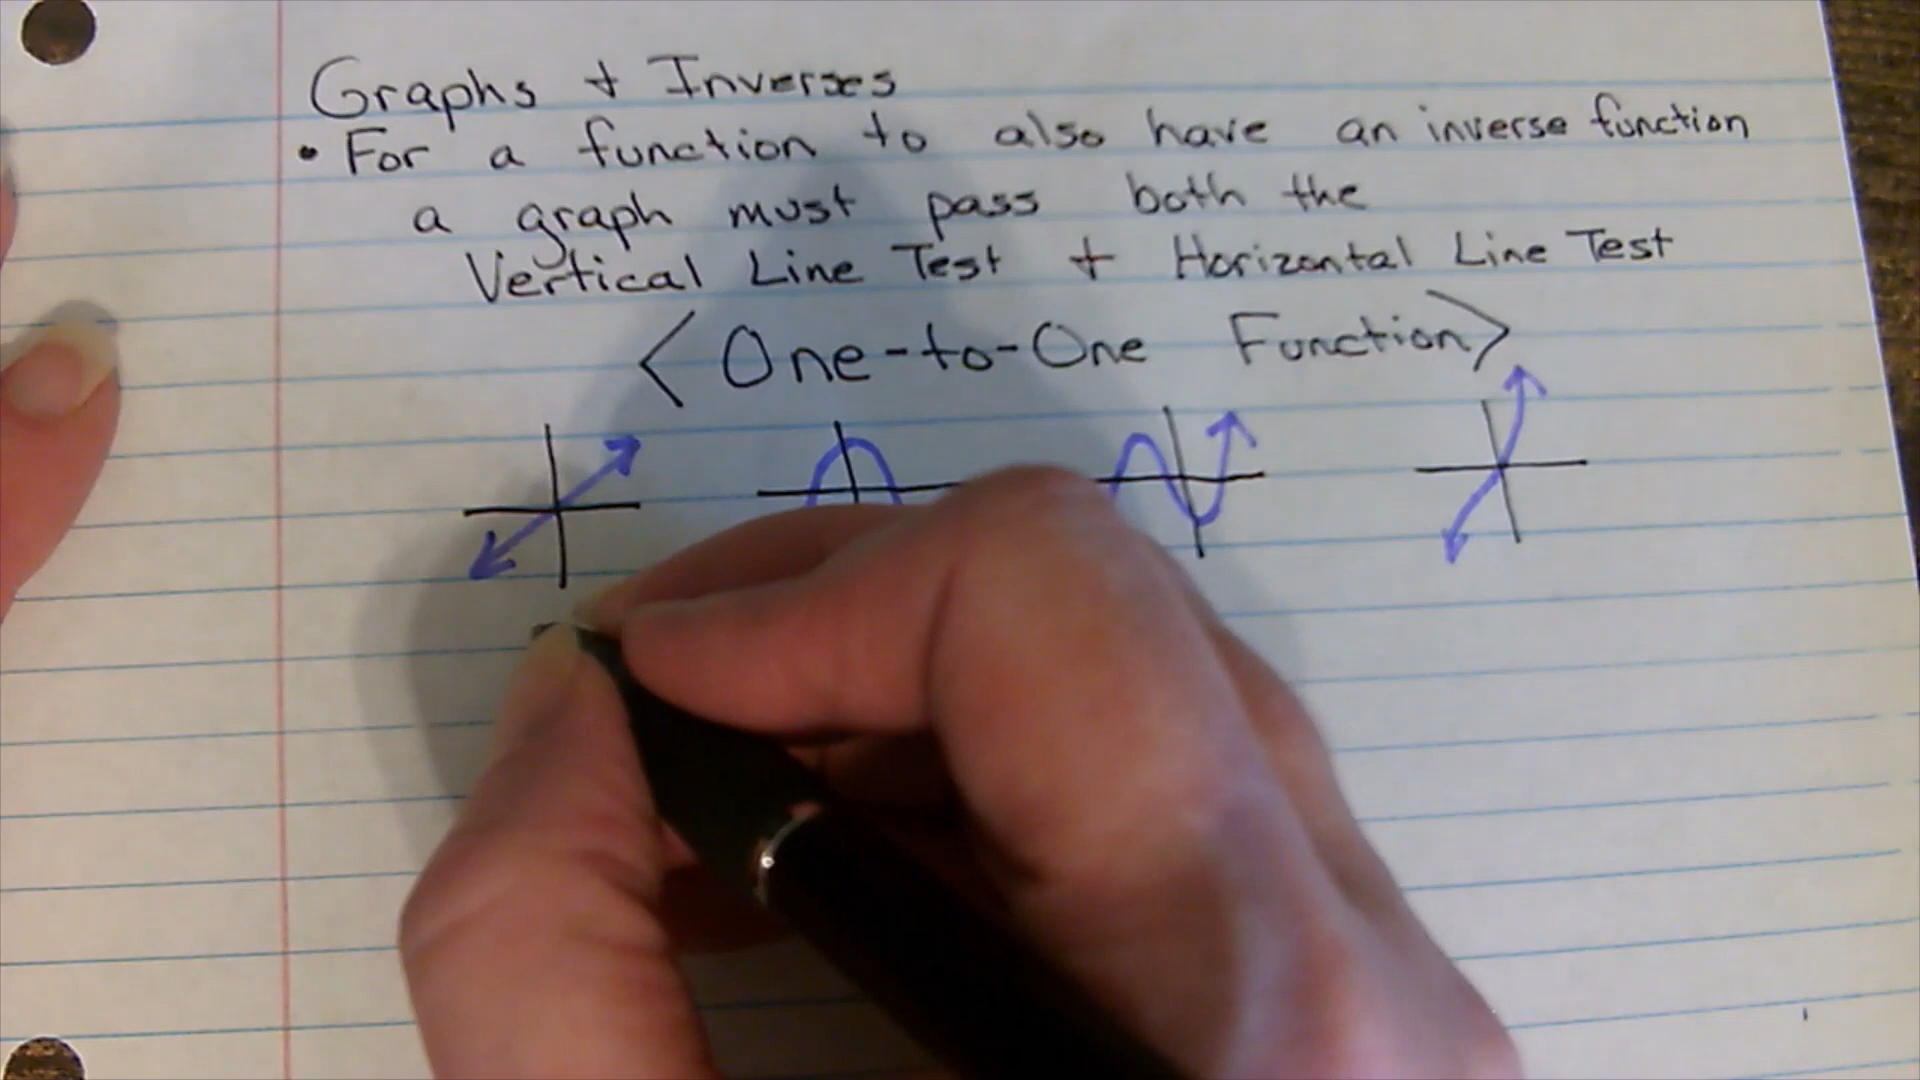 Graphs + Inverses
• For a function to also have an inverse function
a graph must pass both the
Vertical Line Test + Horizontal Line Test
<One-to-One Function>